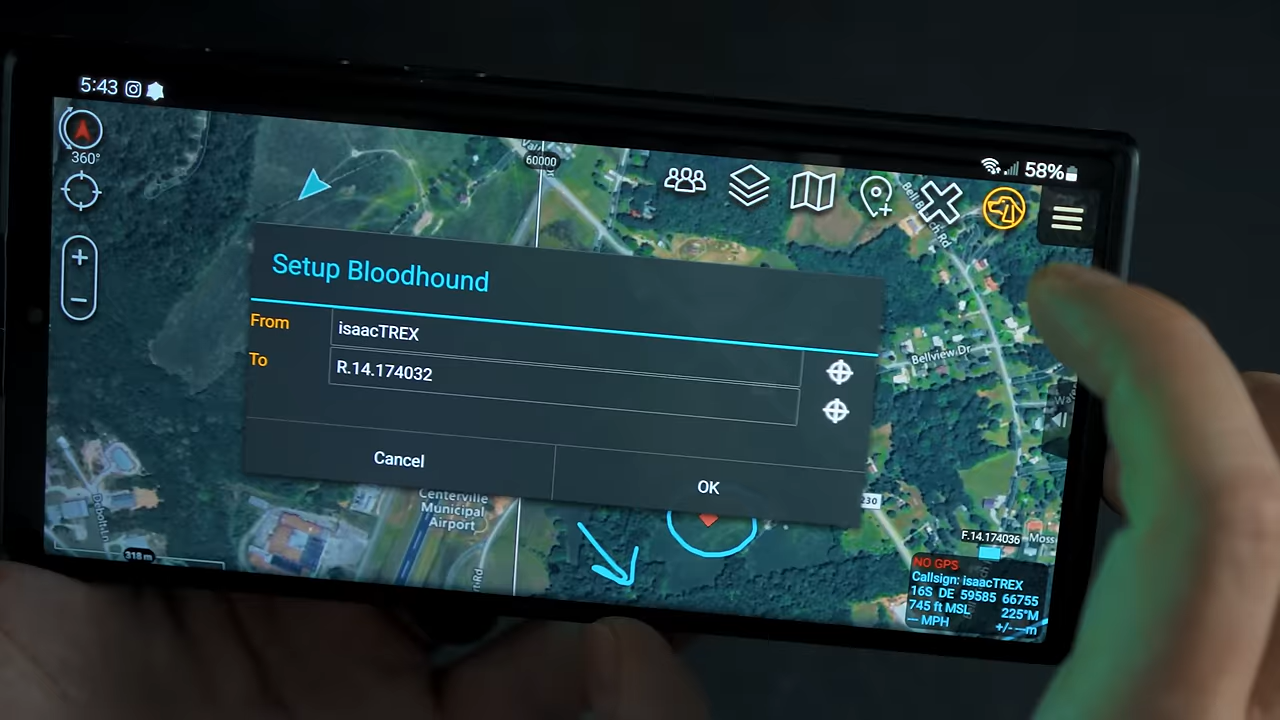 5:43
58%
360°
60000
Setup Bloodhound
From
isaacTREX
To
R.14.174032
Cancel
OK
Bellview Dr
Centerville
Municipal
Airport
230
318 m
F.14.174036
NO GPS
Callsign: isaacTREX
16S DE 59585 66755
745 ft MSL
225°M
--- MPH
+/- ---m